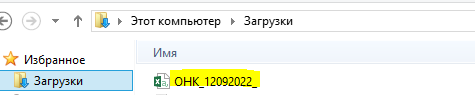 Этот компьютер Загрузки
Избранное
Имя
Загрузки
ОНК_12092022_